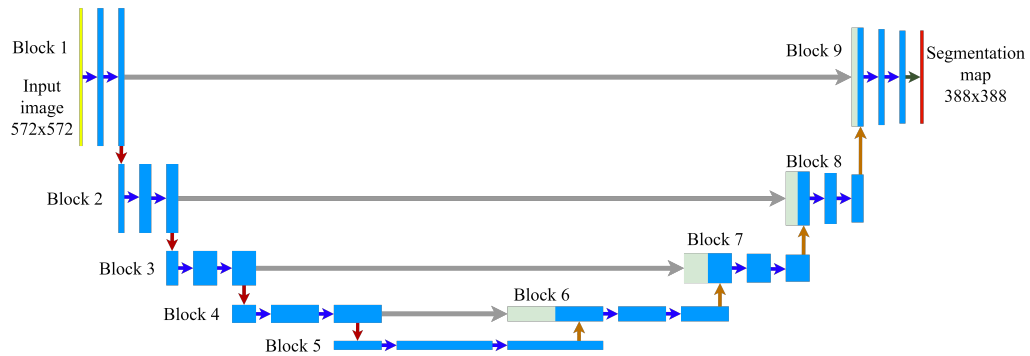 Block 1
Input
image
572x572
Block 2
Block 3
Block 4
Block 5
Block 6
Block 7
Block 8
Block 9
Segmentation
map
388x388